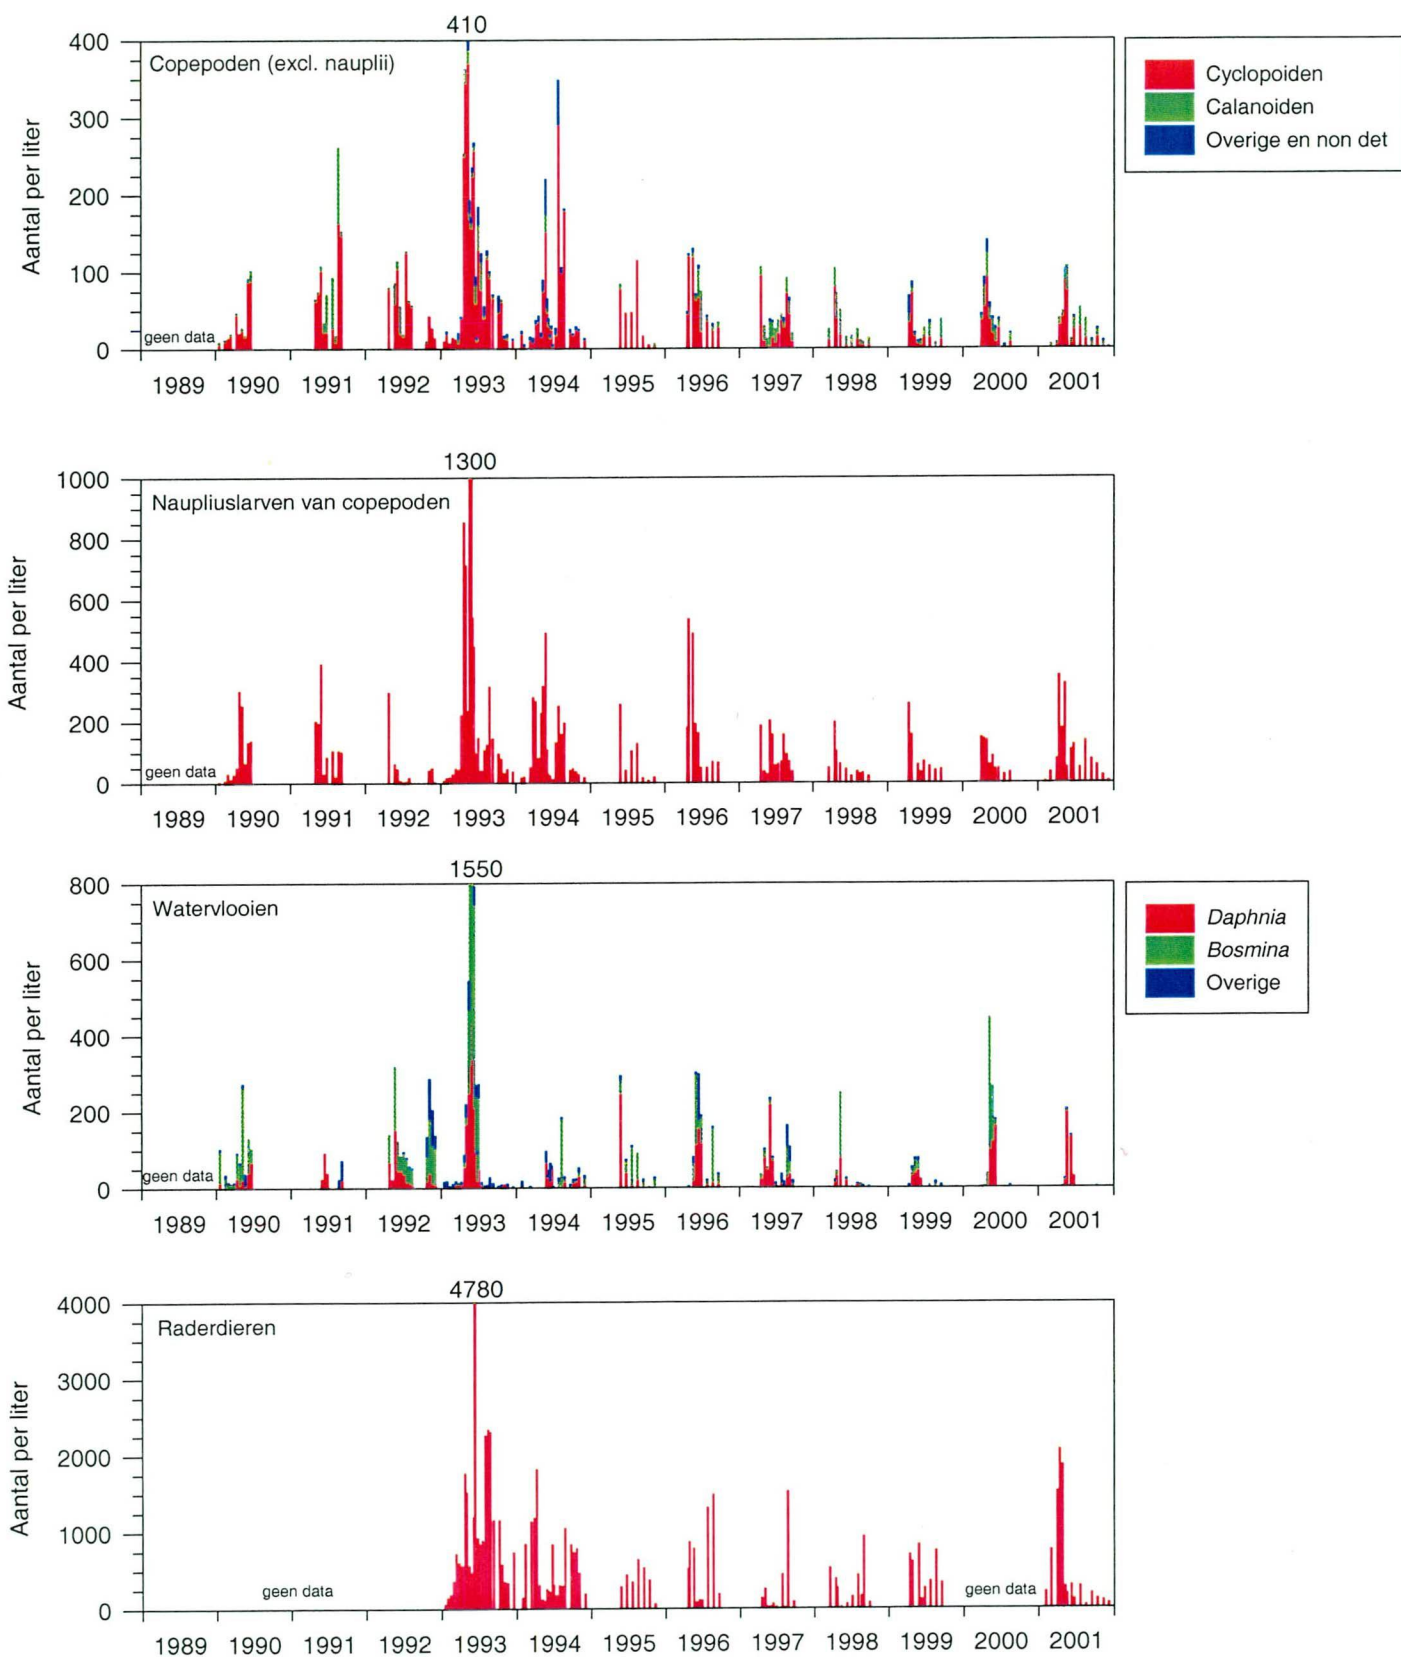 410
400
300
200
100
0
Aantal per liter
Copepoden (excl. nauplii)
geen data
1989 1990 1991 1992 1993 1994 1995 1996 1997 1998 1999 2000 2001
Cyclopoiden
Calanoiden
Overige en non det
1300
1000
800
600
400
200
0
Aantal per liter
Naupliuslarven van copepoden
geen data
1989 1990 1991 1992 1993 1994 1995 1996 1997 1998 1999 2000 2001
1550
800
600
400
200
0
Aantal per liter
Watervlooien
geen data
1989 1990 1991 1992 1993 1994 1995 1996 1997 1998 1999 2000 2001
Daphnia
Bosmina
Overige
4780
4000
3000
2000
1000
0
Aantal per liter
Raderdieren
geen data
geen data
1989 1990 1991 1992 1993 1994 1995 1996 1997 1998 1999 2000 2001